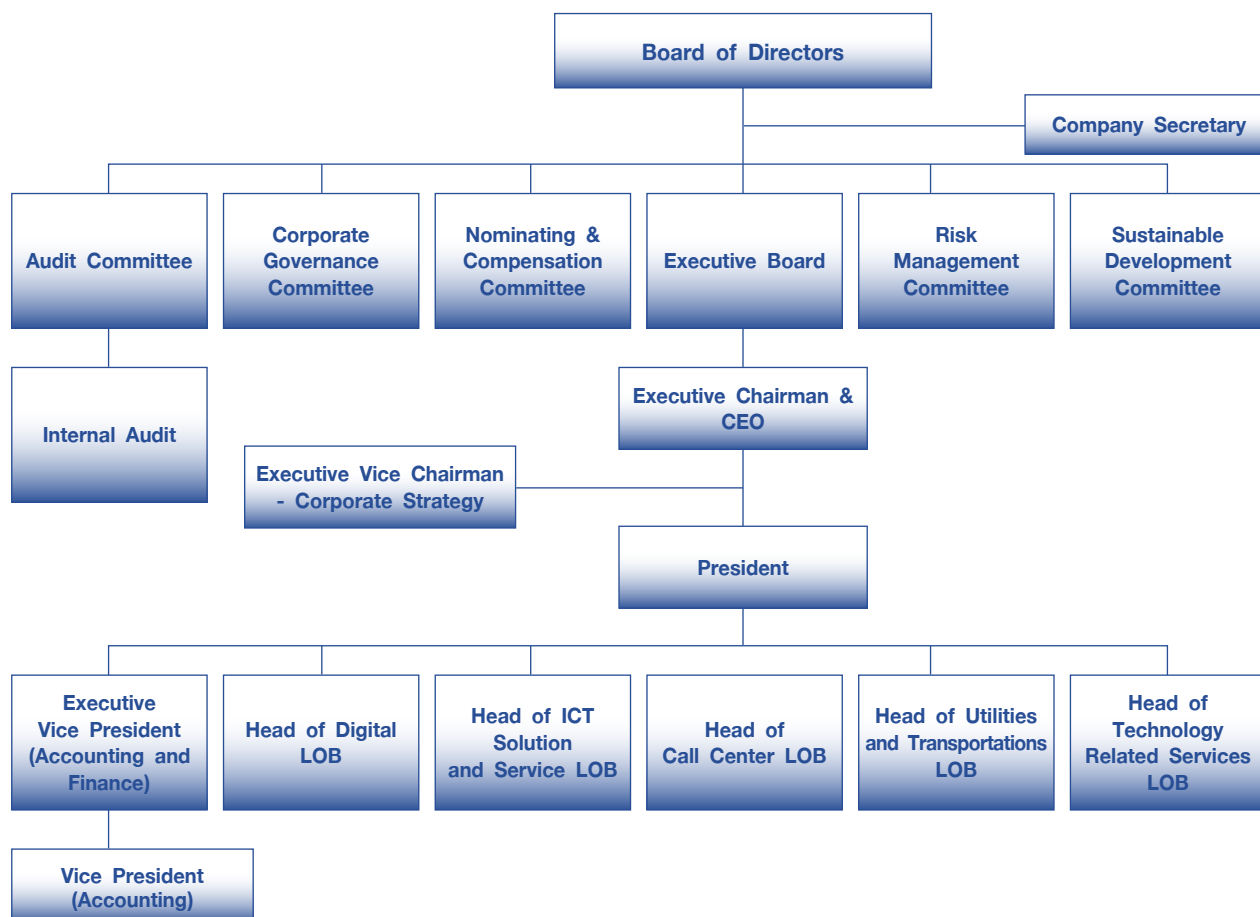 Board of Directors
Company Secretary
Audit Committee
Corporate
Governance
Committee
Nominating &
Compensation
Committee
Executive Board
Risk
Management
Committee
Sustainable
Development
Committee
Internal Audit
Executive Chairman &
CEO
Executive Vice Chairman
- Corporate Strategy
President
Executive
Vice President
(Accounting and
Finance)
Head of Digital
LOB
Head of ICT
Solution
and Service LOB
Head of
Call Center LOB
Head of Utilities
and Transportations
LOB
Head of
Technology
Related Services
LOB
Vice President
(Accounting)